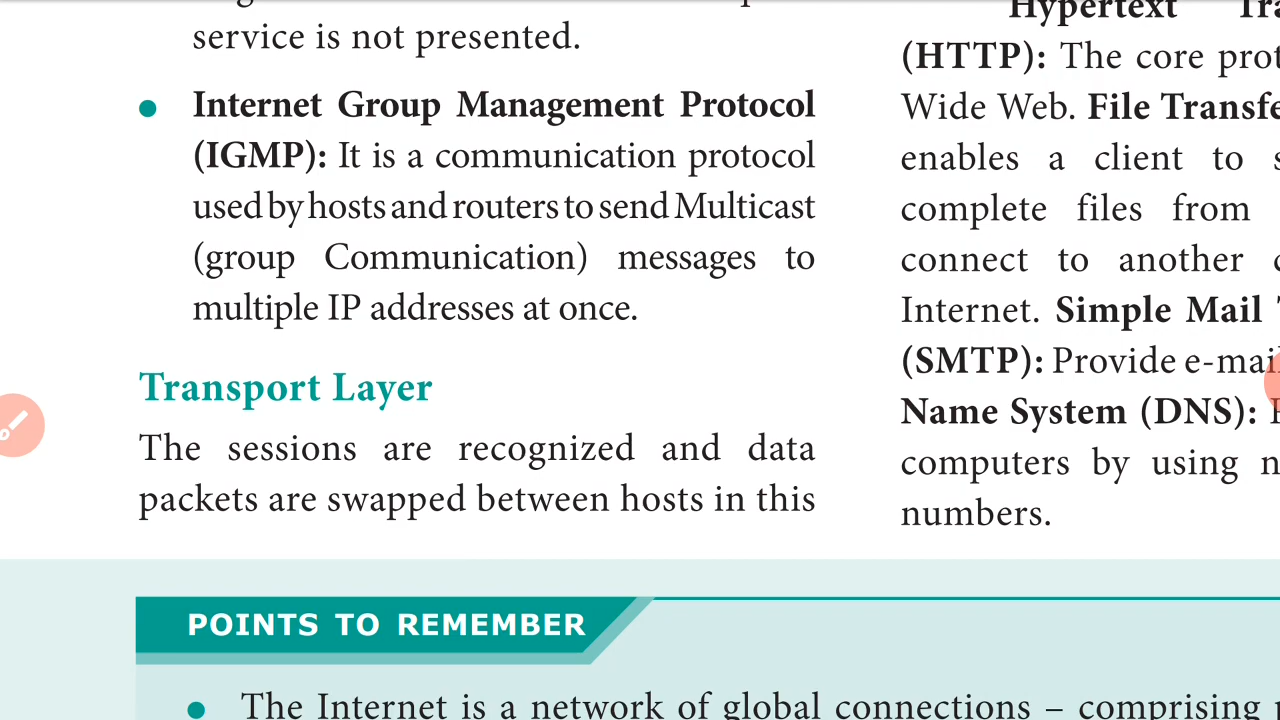 service is not presented.
Internet Group Management Protocol
(IGMP): It is a communication protocol
used by hosts and routers to send Multicast
(group Communication) messages to
multiple IP addresses at once.
Transport Layer
The sessions are recognized and data
packets are swapped between hosts in this
Hypertext
(HTTP): The core
Wide Web. File
enables a client to
complete files from
connect to another
Internet. Simple Mail
(SMTP): Provide
Name System (DNS):
computers by using
numbers.
POINTS TO REMEMBER
The Internet is a network of global connections – comprising